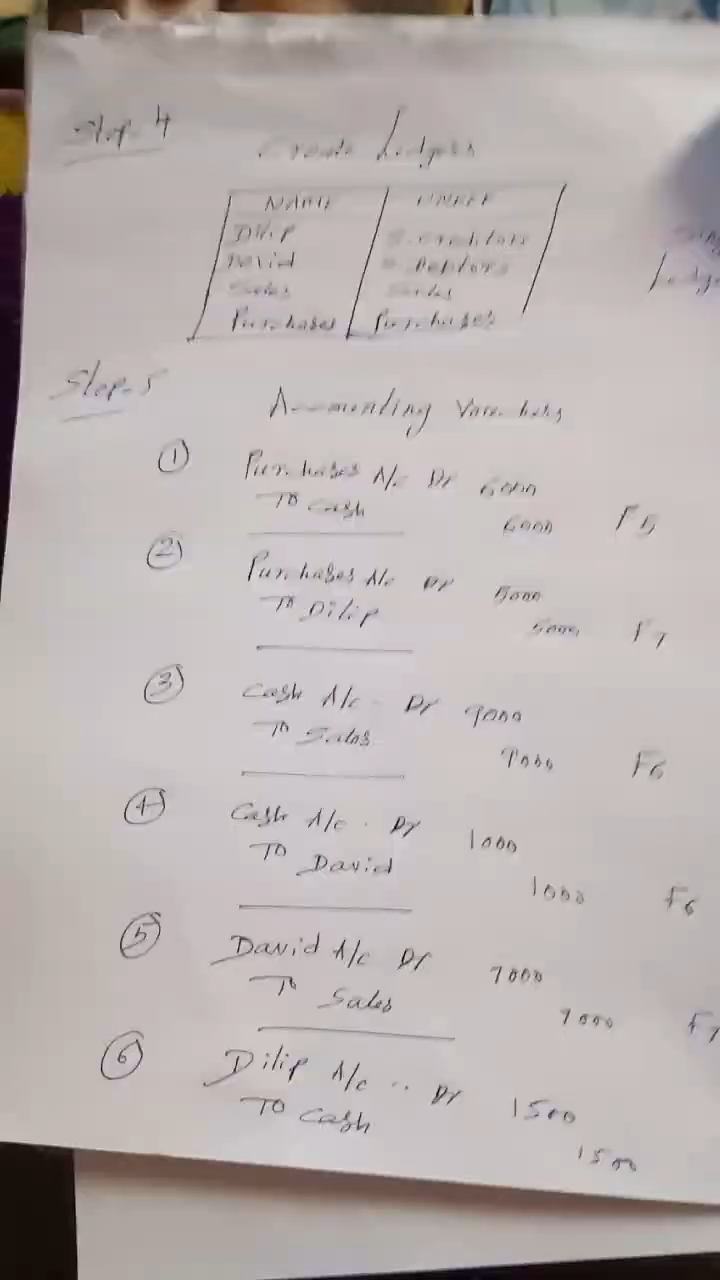 Step-4
Create Ledgers
NAME UNDER
Dilip S. creditors
David S. Debtors
Sales Sales
Purchases Purchases
Step-5
Accounting Vouchers
① Purchases A/c Dr 6000
To Cash 6000 F5
② Purchases A/c Dr 5000
To Dilip 5000 F7
③ Cash A/c - Dr 9000
To Sales 9000 F6
④ Cash A/c . Dr 1000
To David 1000 F6
⑤ David A/c Dr 7000
To Sales 7000 F7
⑥ Dilip A/c .. Dr 1500
To Cash 1500